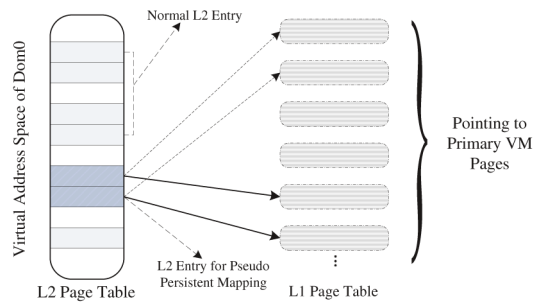 Normal L2 Entry
Virtual Address Space of Dom0
Pointing to
Primary VM
Pages
L2 Entry for Pseudo
Persistent Mapping
L2 Page Table
L1 Page Table